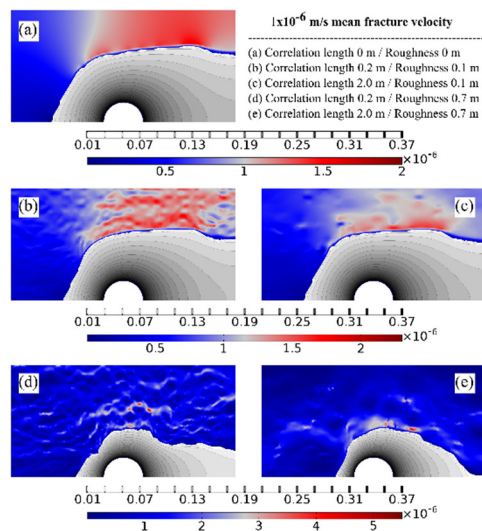 (a)
1x10⁻⁶ m/s mean fracture velocity
(a) Correlation length 0 m / Roughness 0 m
(b) Correlation length 0.2 m / Roughness 0.1 m
(c) Correlation length 2.0 m / Roughness 0.1 m
(d) Correlation length 0.2 m / Roughness 0.7 m
(e) Correlation length 2.0 m / Roughness 0.7 m
0.01 0.07 0.13 0.19 0.25 0.31 0.37
×10⁻⁶
0.5 1 1.5 2
(b) (c)
0.01 0.07 0.13 0.19 0.25 0.31 0.37
×10⁻⁶
0.5 1 1.5 2
(d) (e)
0.01 0.07 0.13 0.19 0.25 0.31 0.37
×10⁻⁶
1 2 3 4 5